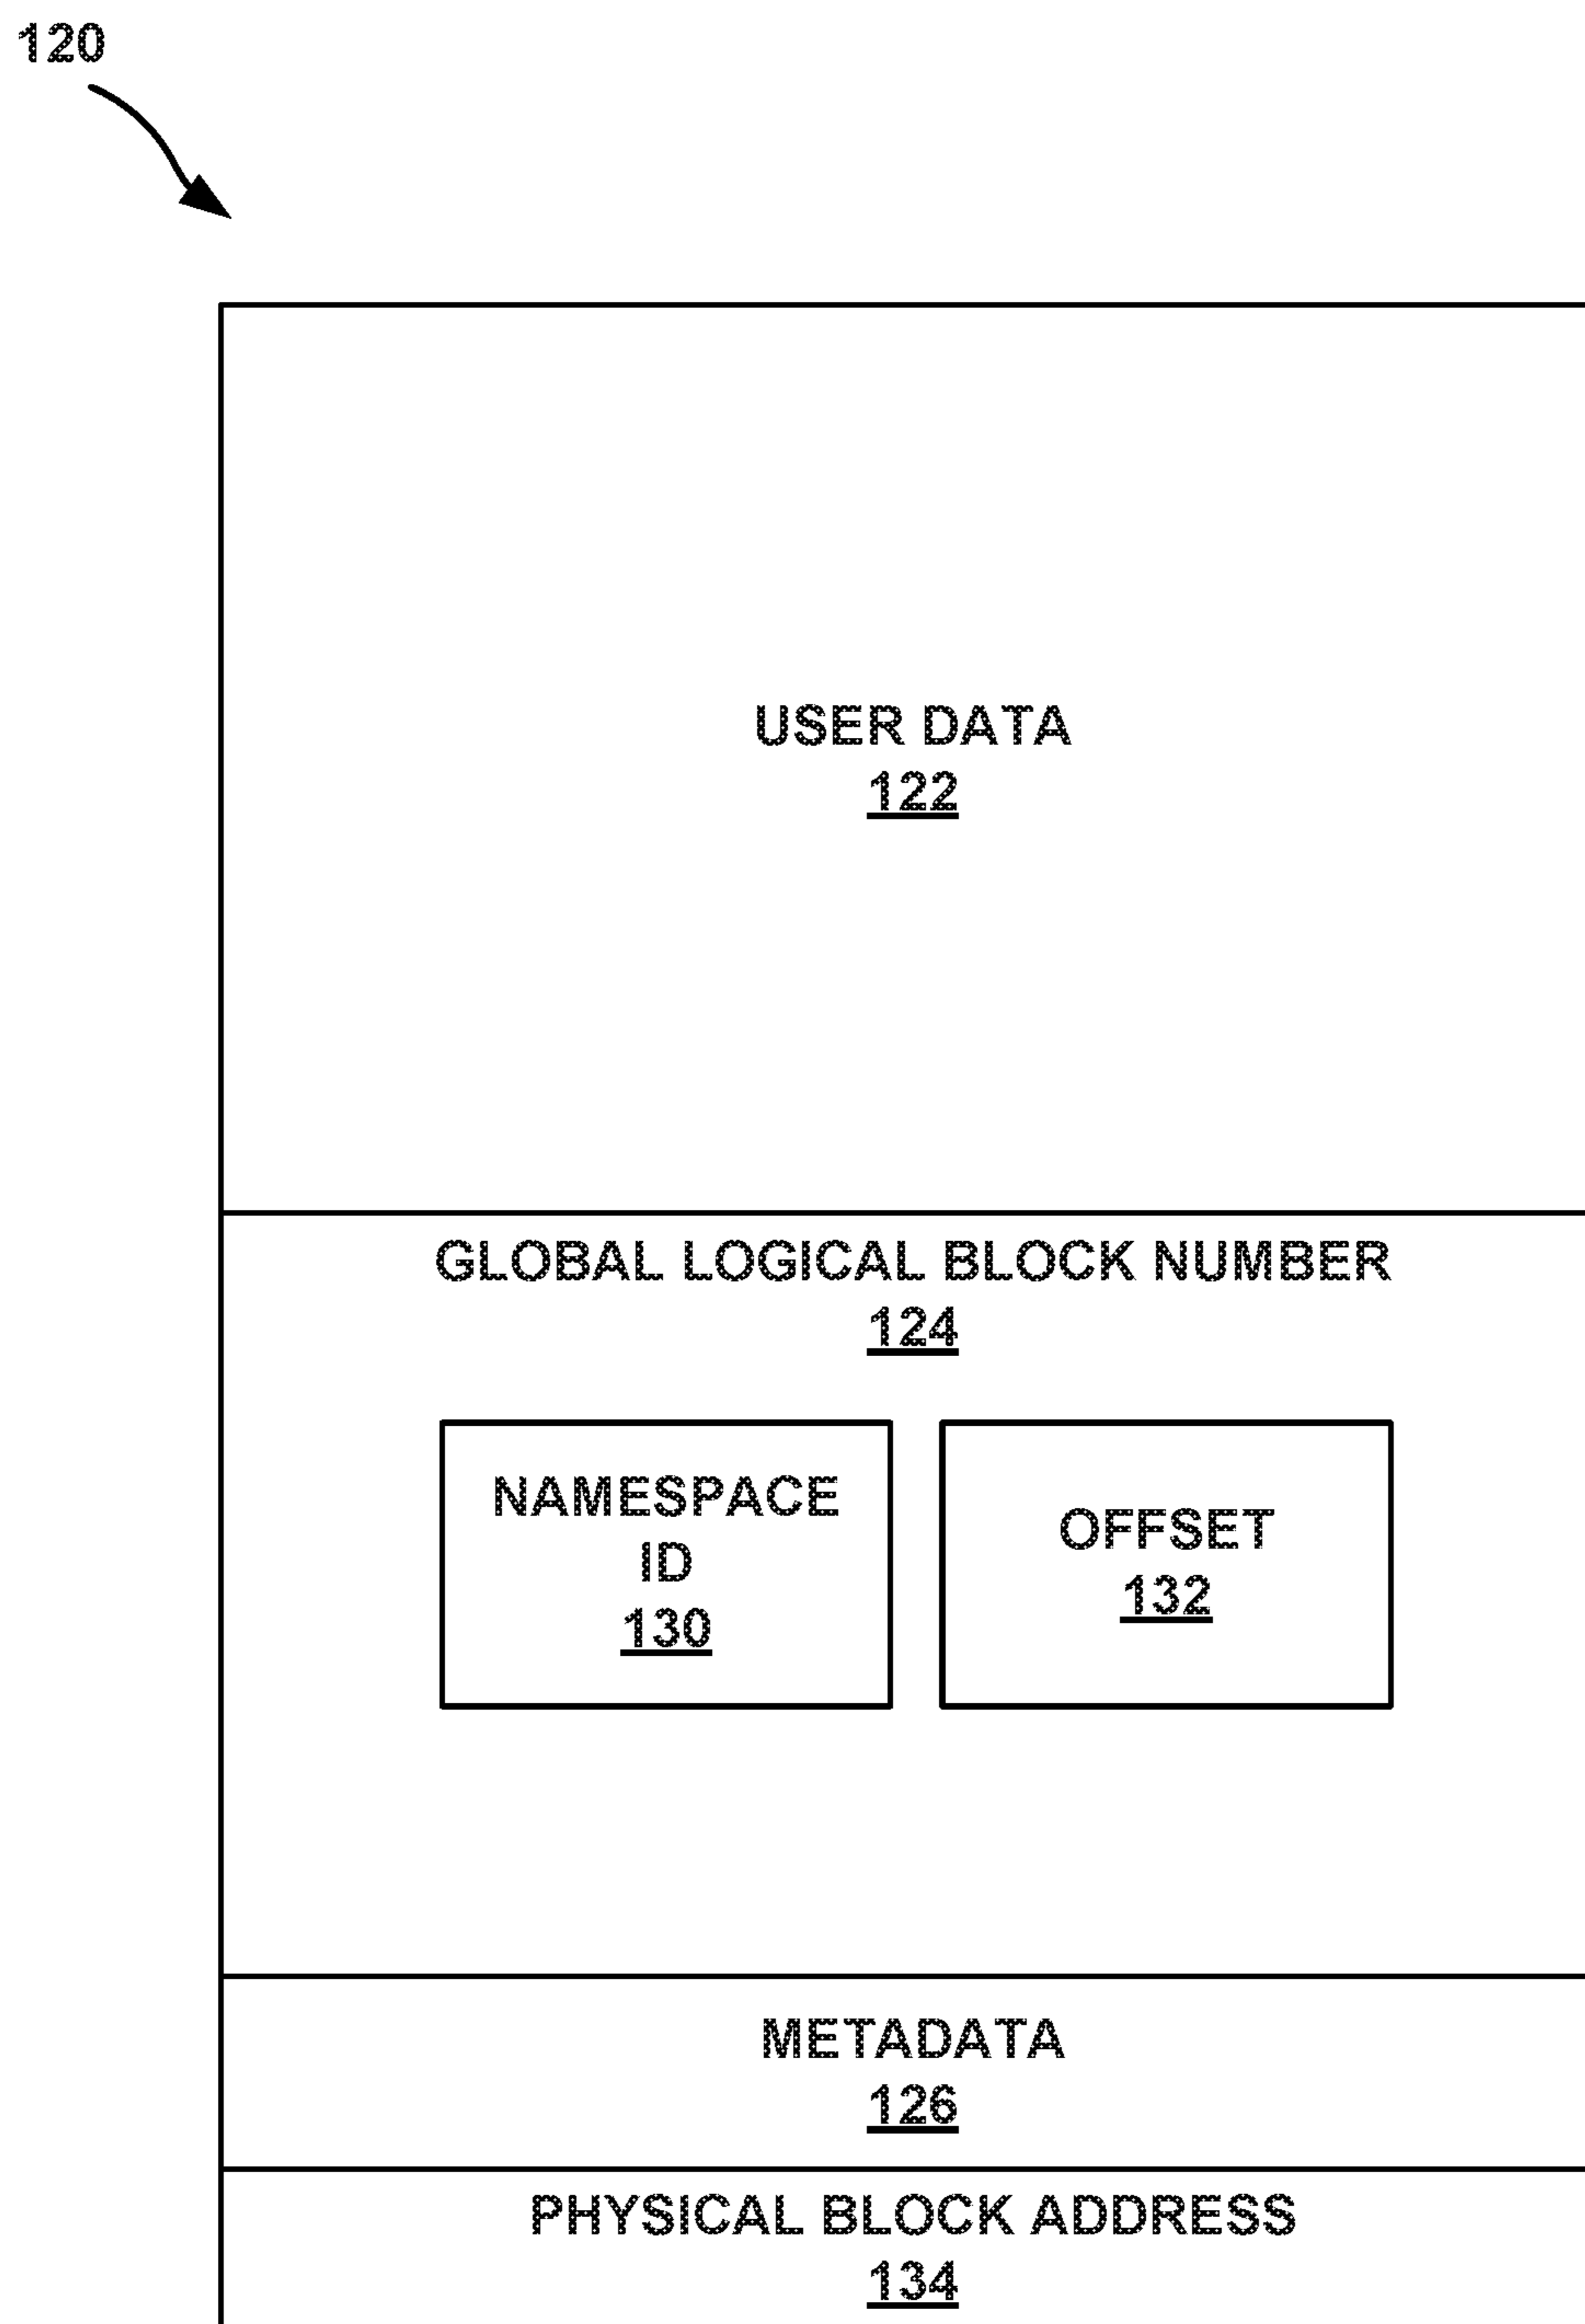 120
USER DATA
122
GLOBAL LOGICAL BLOCK NUMBER
124
NAMESPACE
ID
130
OFFSET
132
METADATA
126
PHYSICAL BLOCK ADDRESS
134